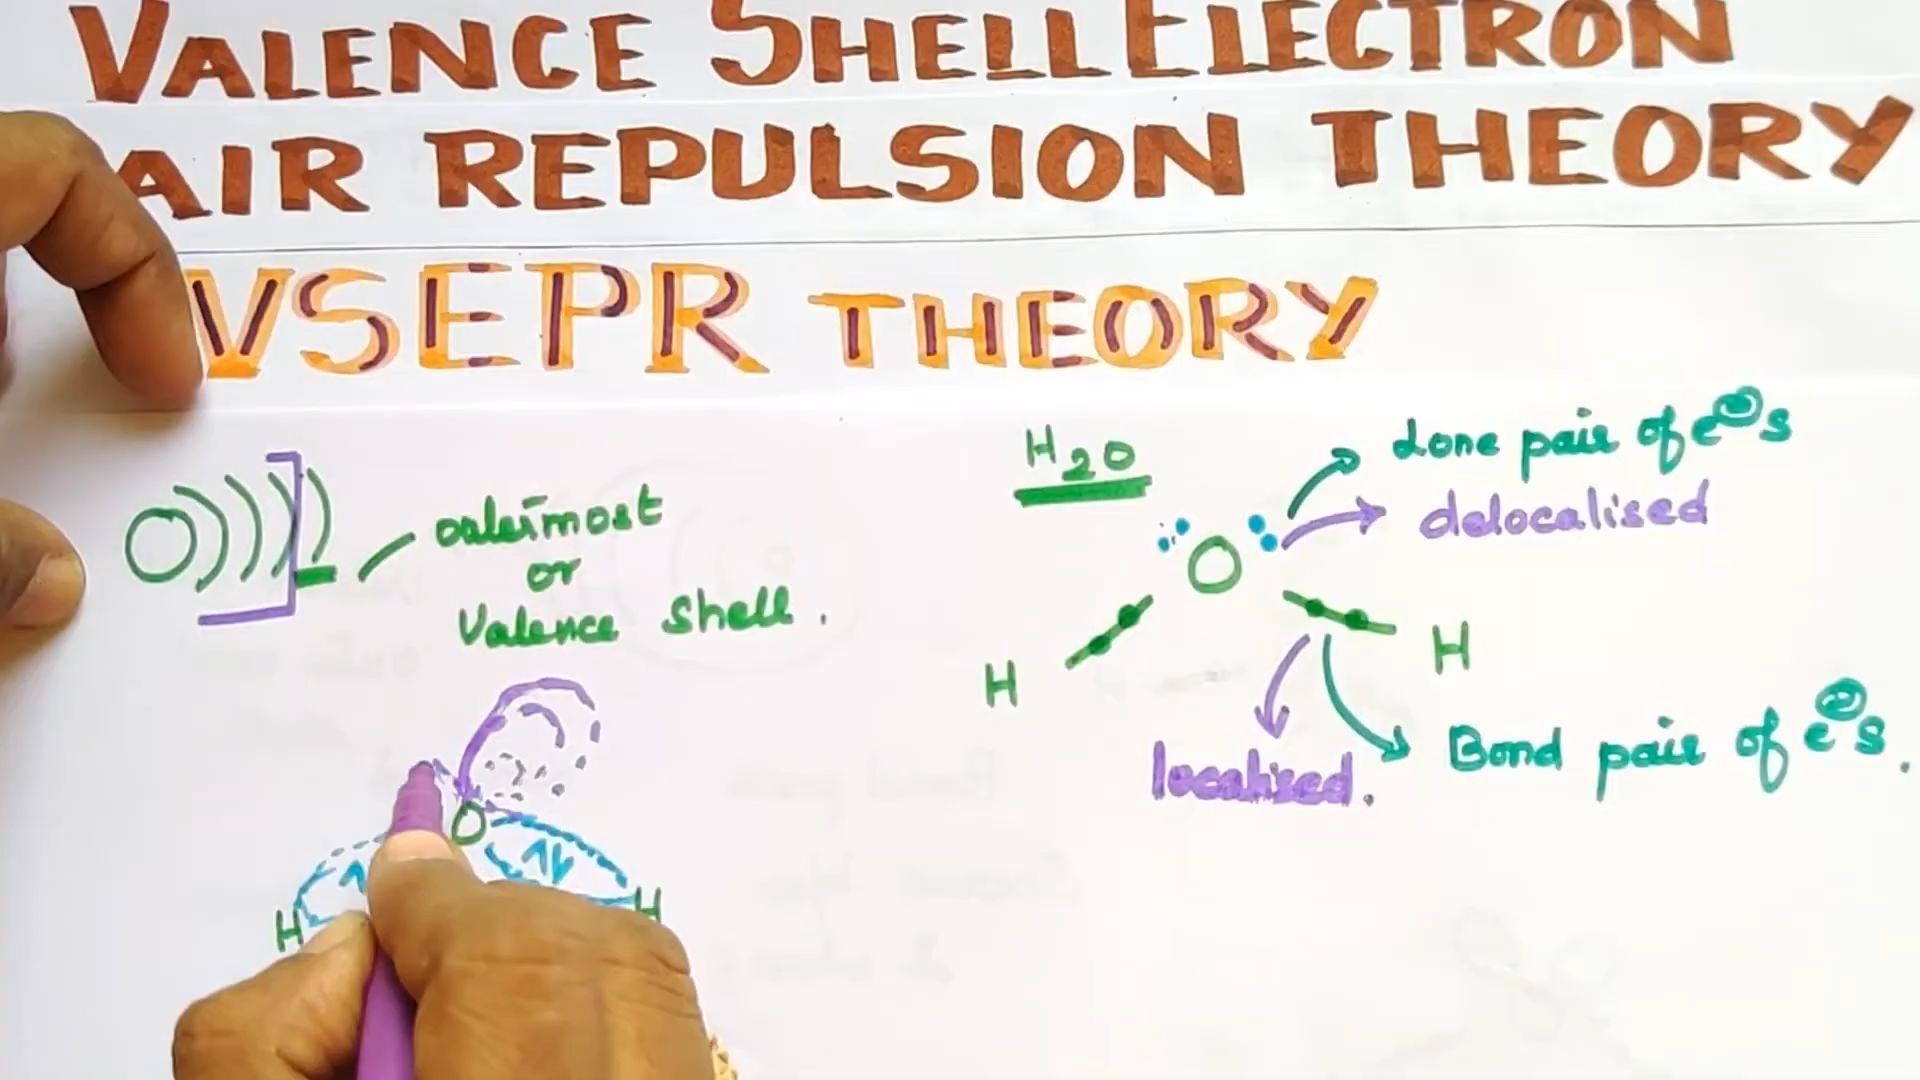 VALENCE SHELL ELECTRON
AIR REPULSION THEORY
VSEPR THEORY
outermost
or
Valence shell.
H₂O
Lone pair of e⊖s
delocalised
O
H
H
localised.
Bond pair of e⊖s.
O
H
H